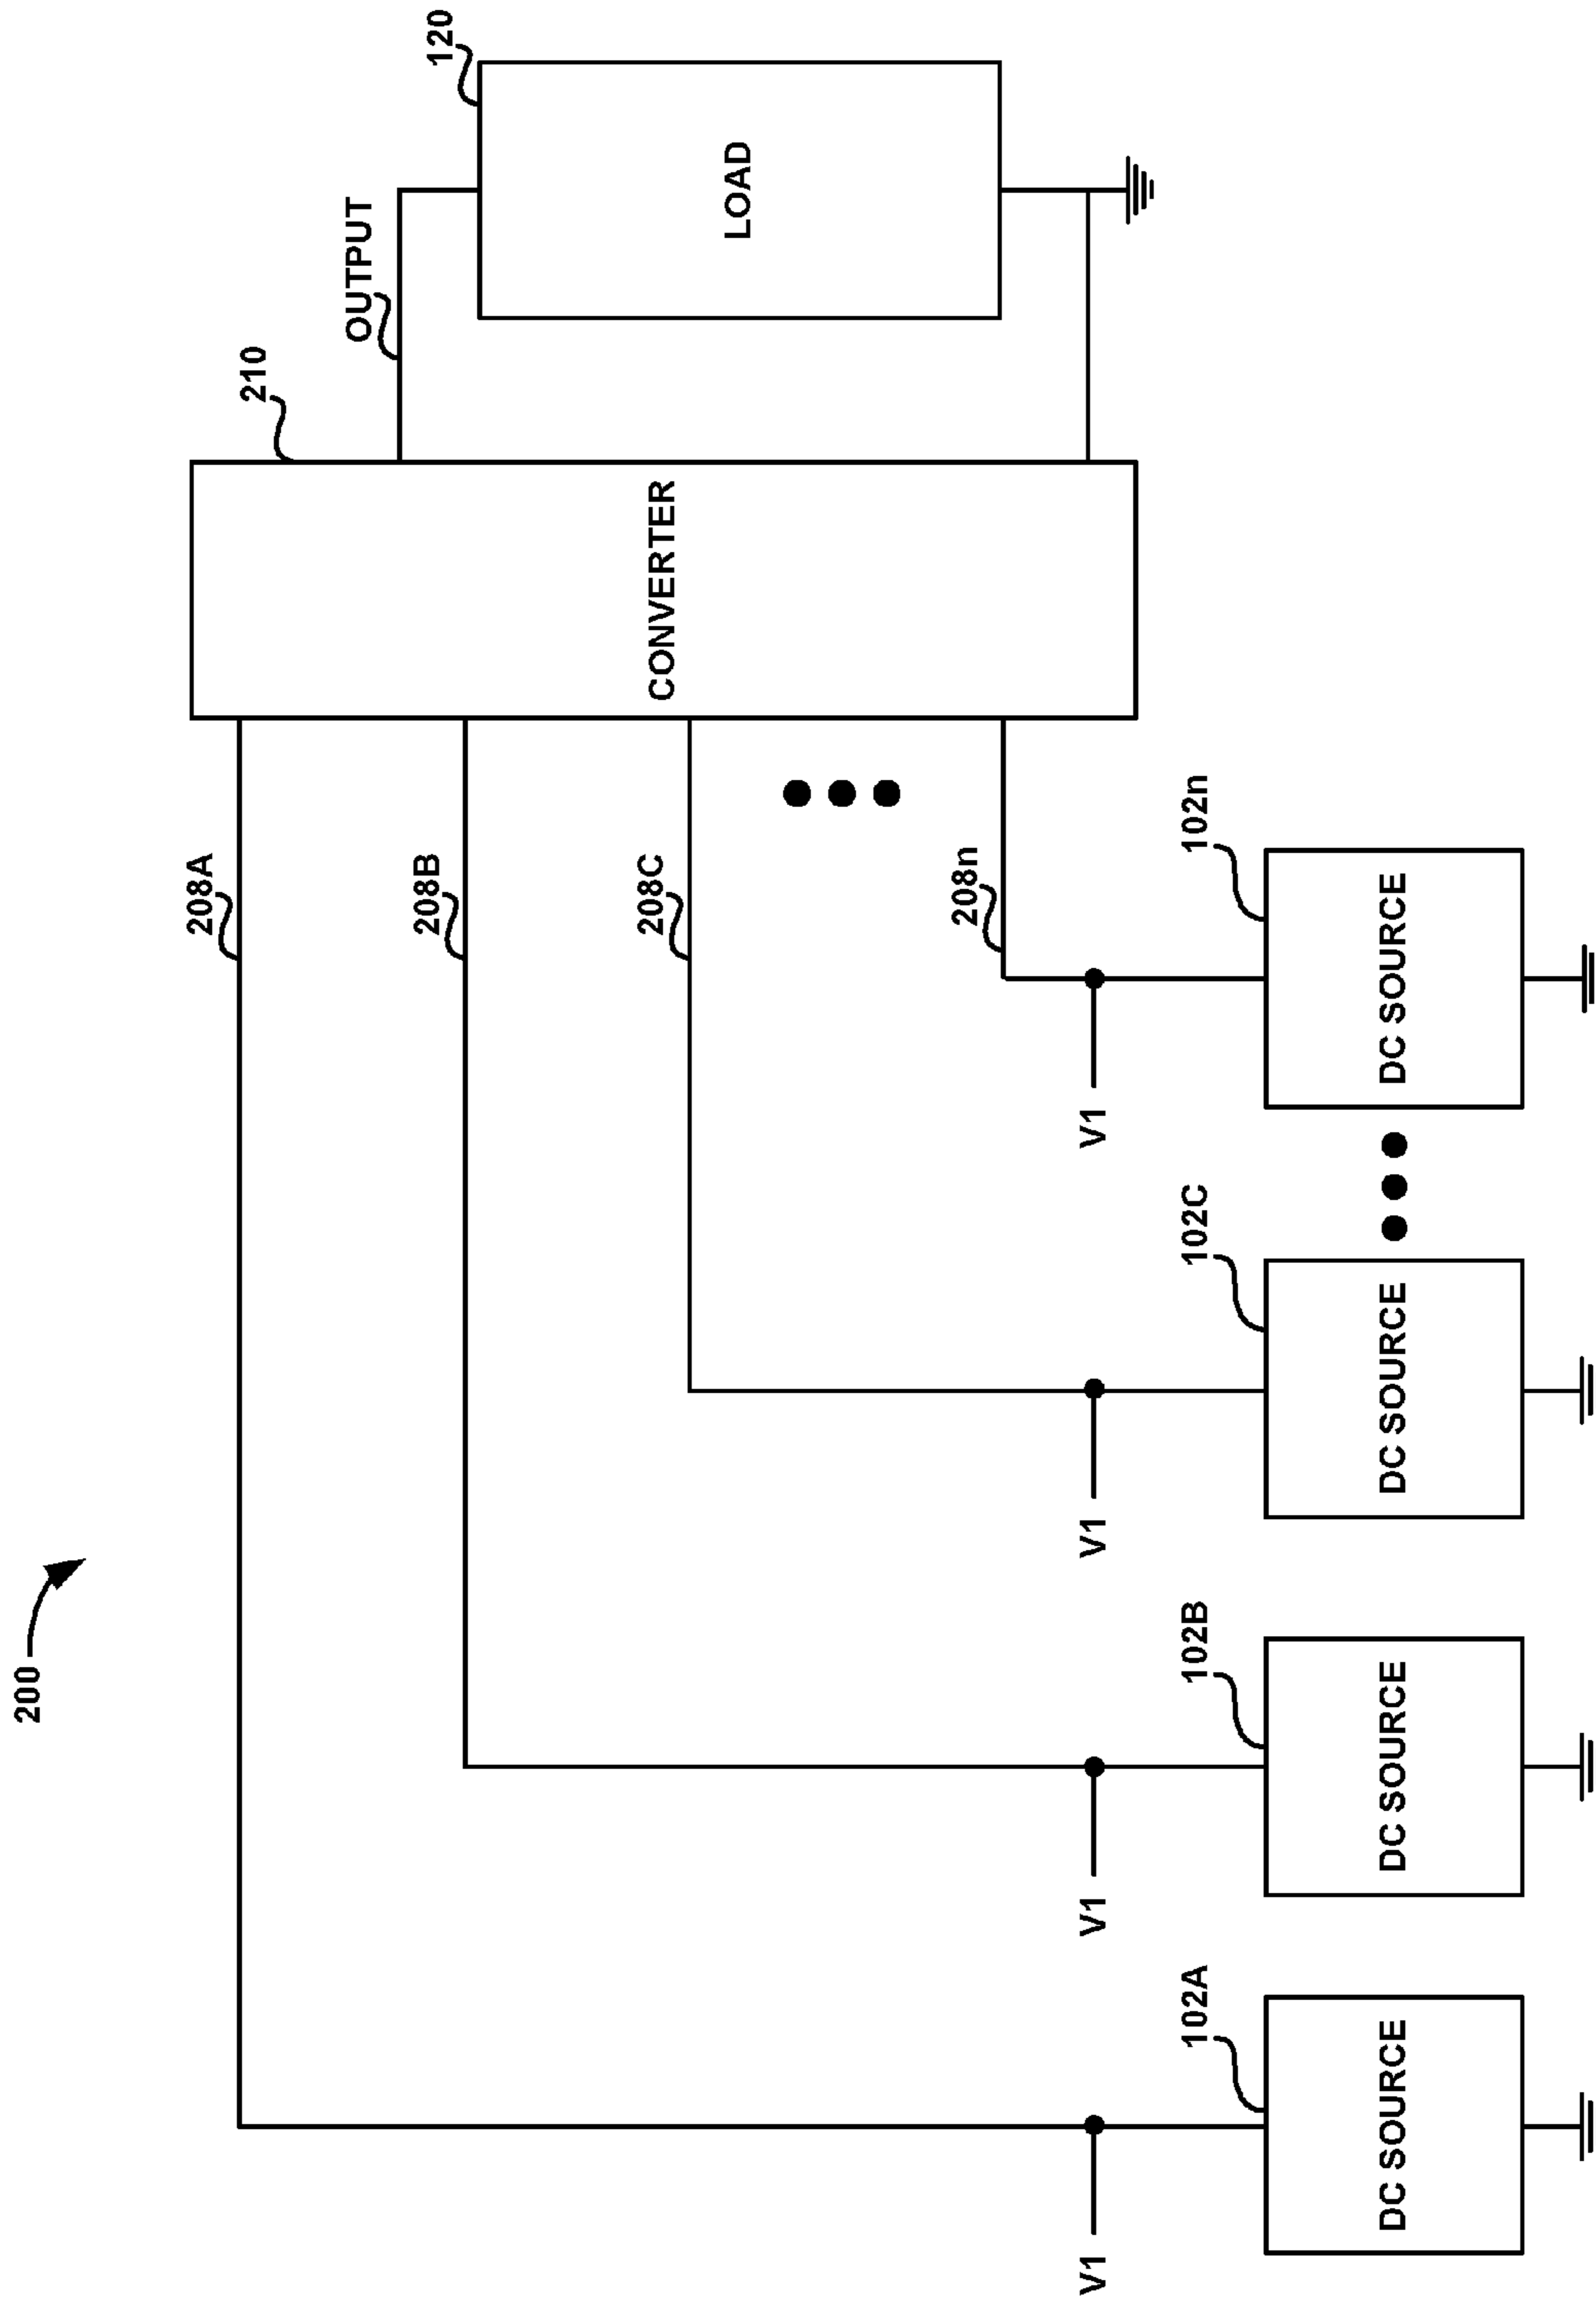 200
208A
208B
208C
208n
210
CONVERTER
OUTPUT
120
LOAD
V1
V1
V1
V1
102A
DC SOURCE
102B
DC SOURCE
102C
DC SOURCE
102n
DC SOURCE